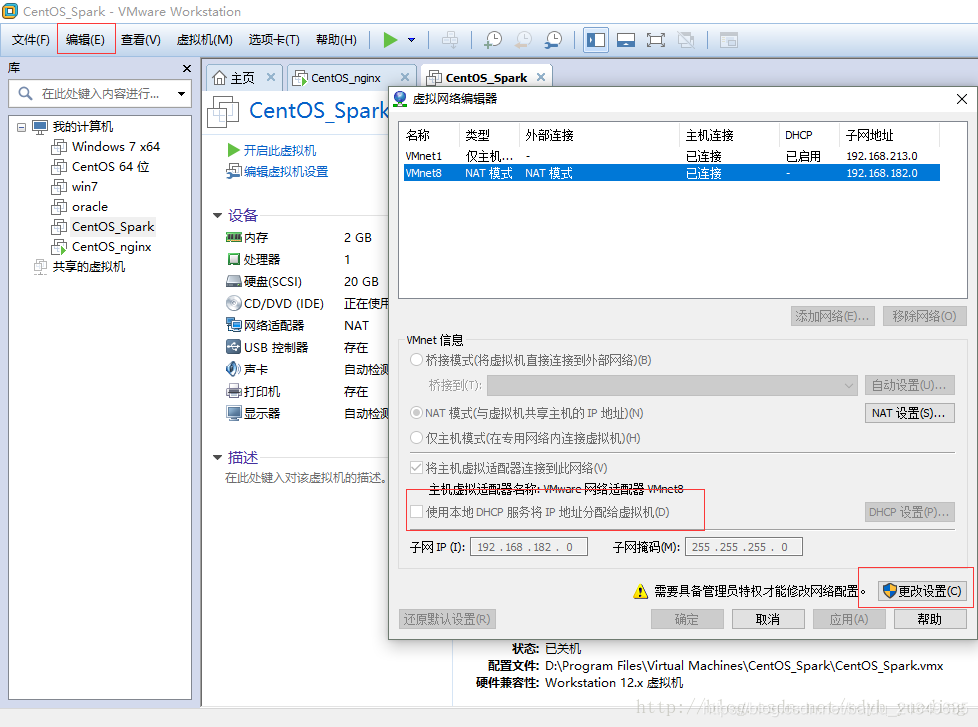 CentOS_Spark - VMware Workstation
文件(F) 编辑(E) 查看(V) 虚拟机(M) 选项卡(T) 帮助(H)
库
在此处键入内容进行...
我的计算机
Windows 7 x64
CentOS 64 位
win7
oracle
CentOS_Spark
CentOS_nginx
共享的虚拟机
主页 CentOS_nginx CentOS_Spark
CentOS_Spark
开启此虚拟机
编辑虚拟机设置
设备
内存 2 GB
处理器 1
硬盘(SCSI) 20 GB
CD/DVD (IDE) 正在使用
网络适配器 NAT
USB 控制器 存在
声卡 自动检测
打印机 存在
显示器 自动检测
描述
在此处键入对该虚拟机的描述。
虚拟网络编辑器
名称 类型 外部连接 主机连接 DHCP 子网地址
VMnet1 仅主机... - 已连接 已启用 192.168.213.0
VMnet8 NAT 模式 NAT 模式 已连接 - 192.168.182.0
添加网络(E)... 移除网络(O)
VMnet 信息
桥接模式(将虚拟机直接连接到外部网络)(B)
桥接到(T): 自动设置(U)...
NAT 模式(与虚拟机共享主机的 IP 地址)(N) NAT 设置(S)...
仅主机模式(在专用网络内连接虚拟机)(H)
将主机虚拟适配器连接到此网络(V)
主机虚拟适配器名称: VMware 网络适配器 VMnet8
使用本地 DHCP 服务将 IP 地址分配给虚拟机(D) DHCP 设置(P)...
子网 IP (I): 192 . 168 . 182 . 0 子网掩码(M): 255 . 255 . 255 . 0
需要具备管理员特权才能修改网络配置。 更改设置(C)
还原默认设置(R) 确定 取消 应用(A) 帮助
状态: 已关机
配置文件: D:\Program Files\Virtual Machines\CentOS_Spark\CentOS_Spark.vmx
硬件兼容性: Workstation 12.x 虚拟机